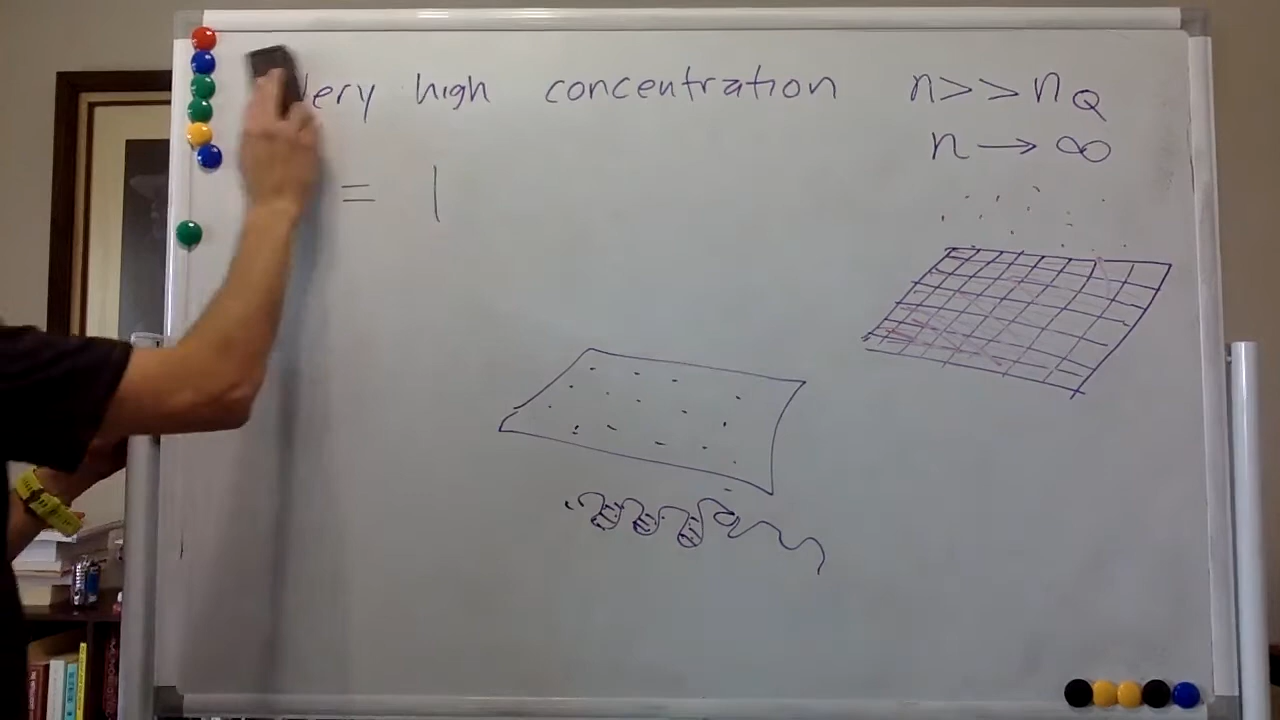 Very high concentration n>>nQ
n→∞
= 1